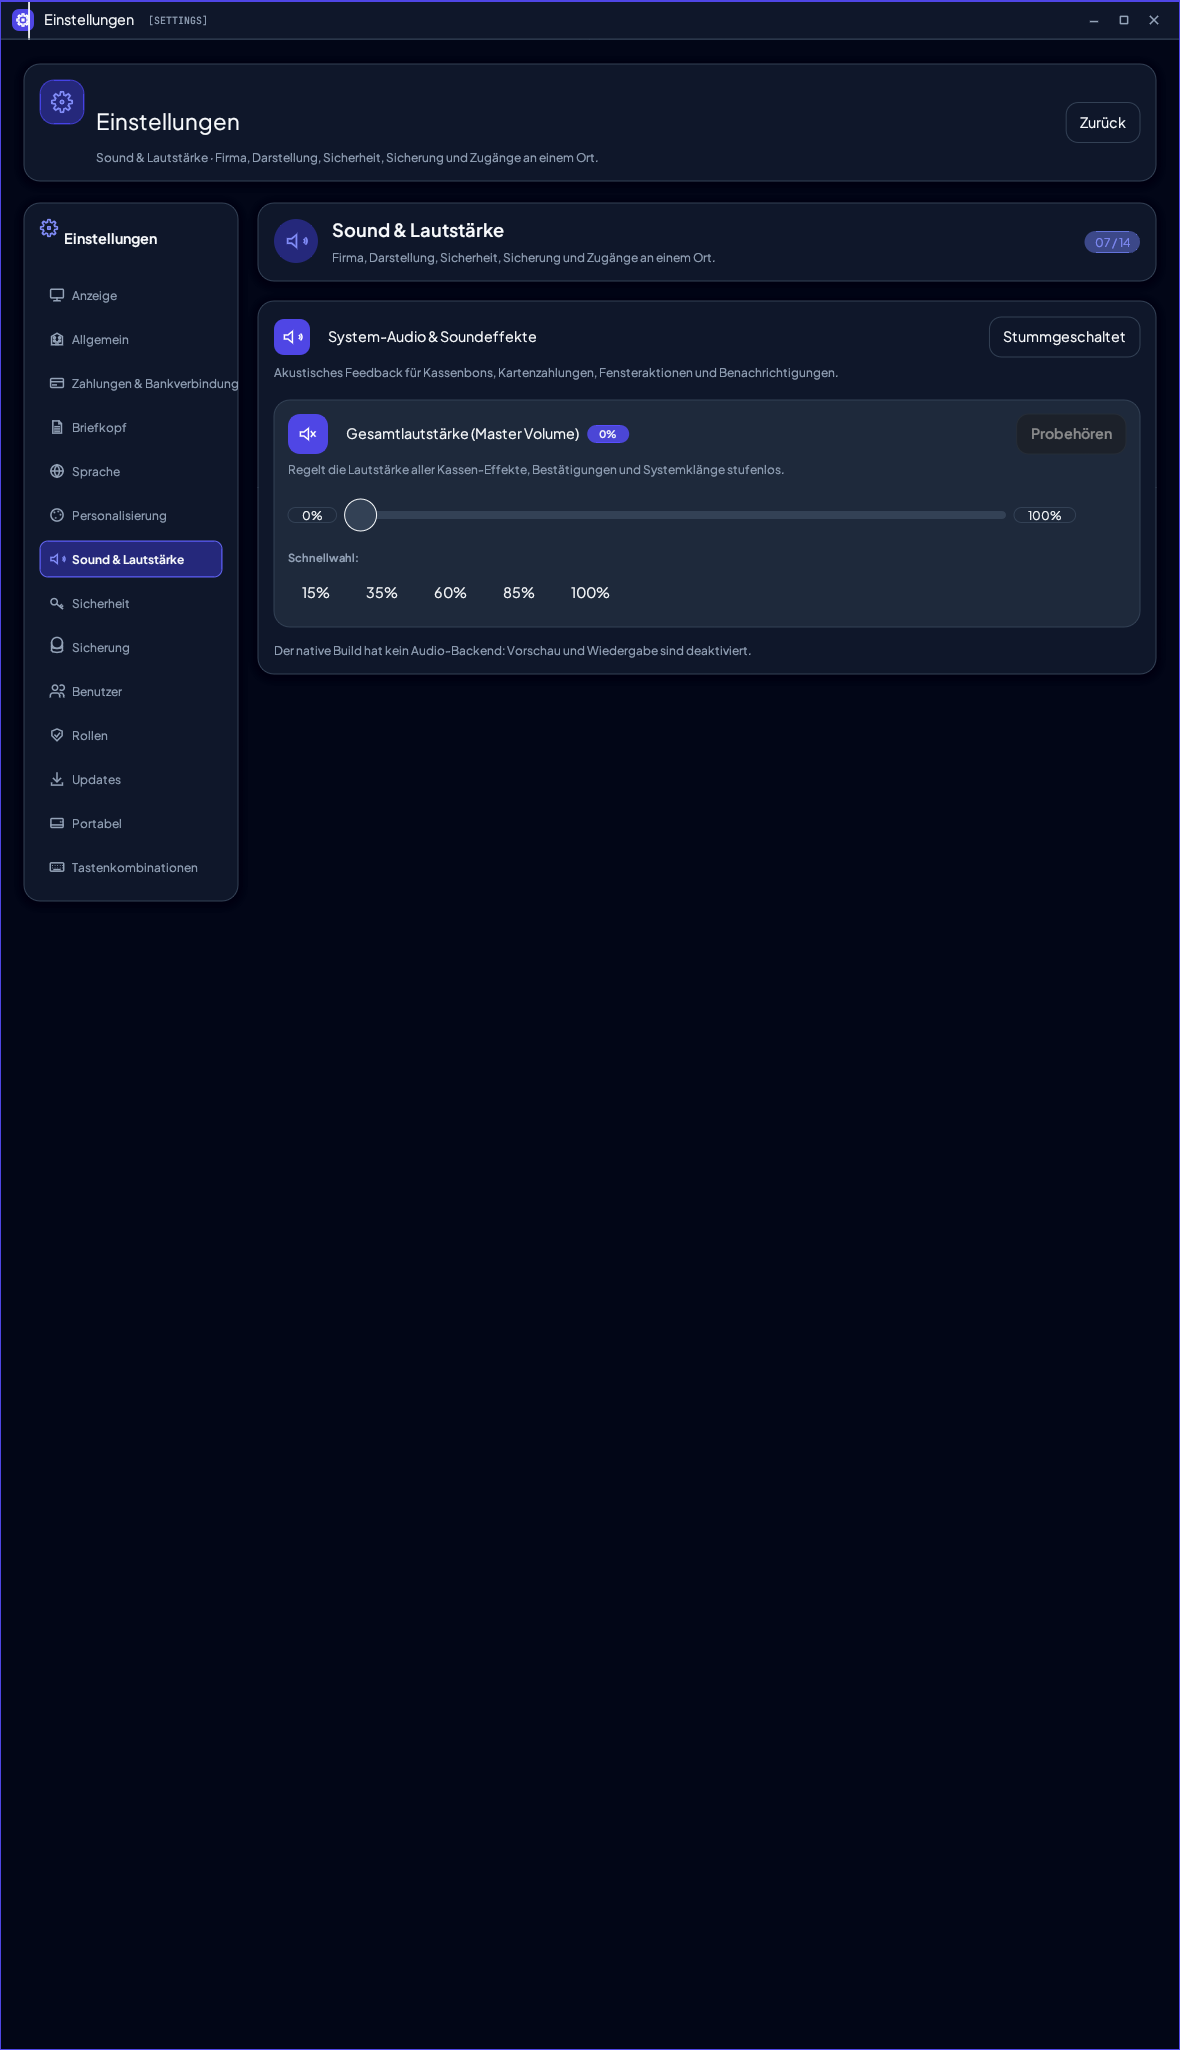 Einstellungen [SETTINGS]
Einstellungen
Zurück
Sound & Lautstärke · Firma, Darstellung, Sicherheit, Sicherung und Zugänge an einem Ort.
Einstellungen
Anzeige
Allgemein
Zahlungen & Bankverbindung
Briefkopf
Sprache
Personalisierung
Sound & Lautstärke
Sicherheit
Sicherung
Benutzer
Rollen
Updates
Portabel
Tastenkombinationen
Sound & Lautstärke
Firma, Darstellung, Sicherheit, Sicherung und Zugänge an einem Ort.
07 / 14
System-Audio & Soundeffekte
Stummgeschaltet
Akustisches Feedback für Kassenbons, Kartenzahlungen, Fensteraktionen und Benachrichtigungen.
Gesamtlautstärke (Master Volume) 0%
Probehören
Regelt die Lautstärke aller Kassen-Effekte, Bestätigungen und Systemklänge stufenlos.
0% 100%
Schnellwahl:
15% 35% 60% 85% 100%
Der native Build hat kein Audio-Backend: Vorschau und Wiedergabe sind deaktiviert.